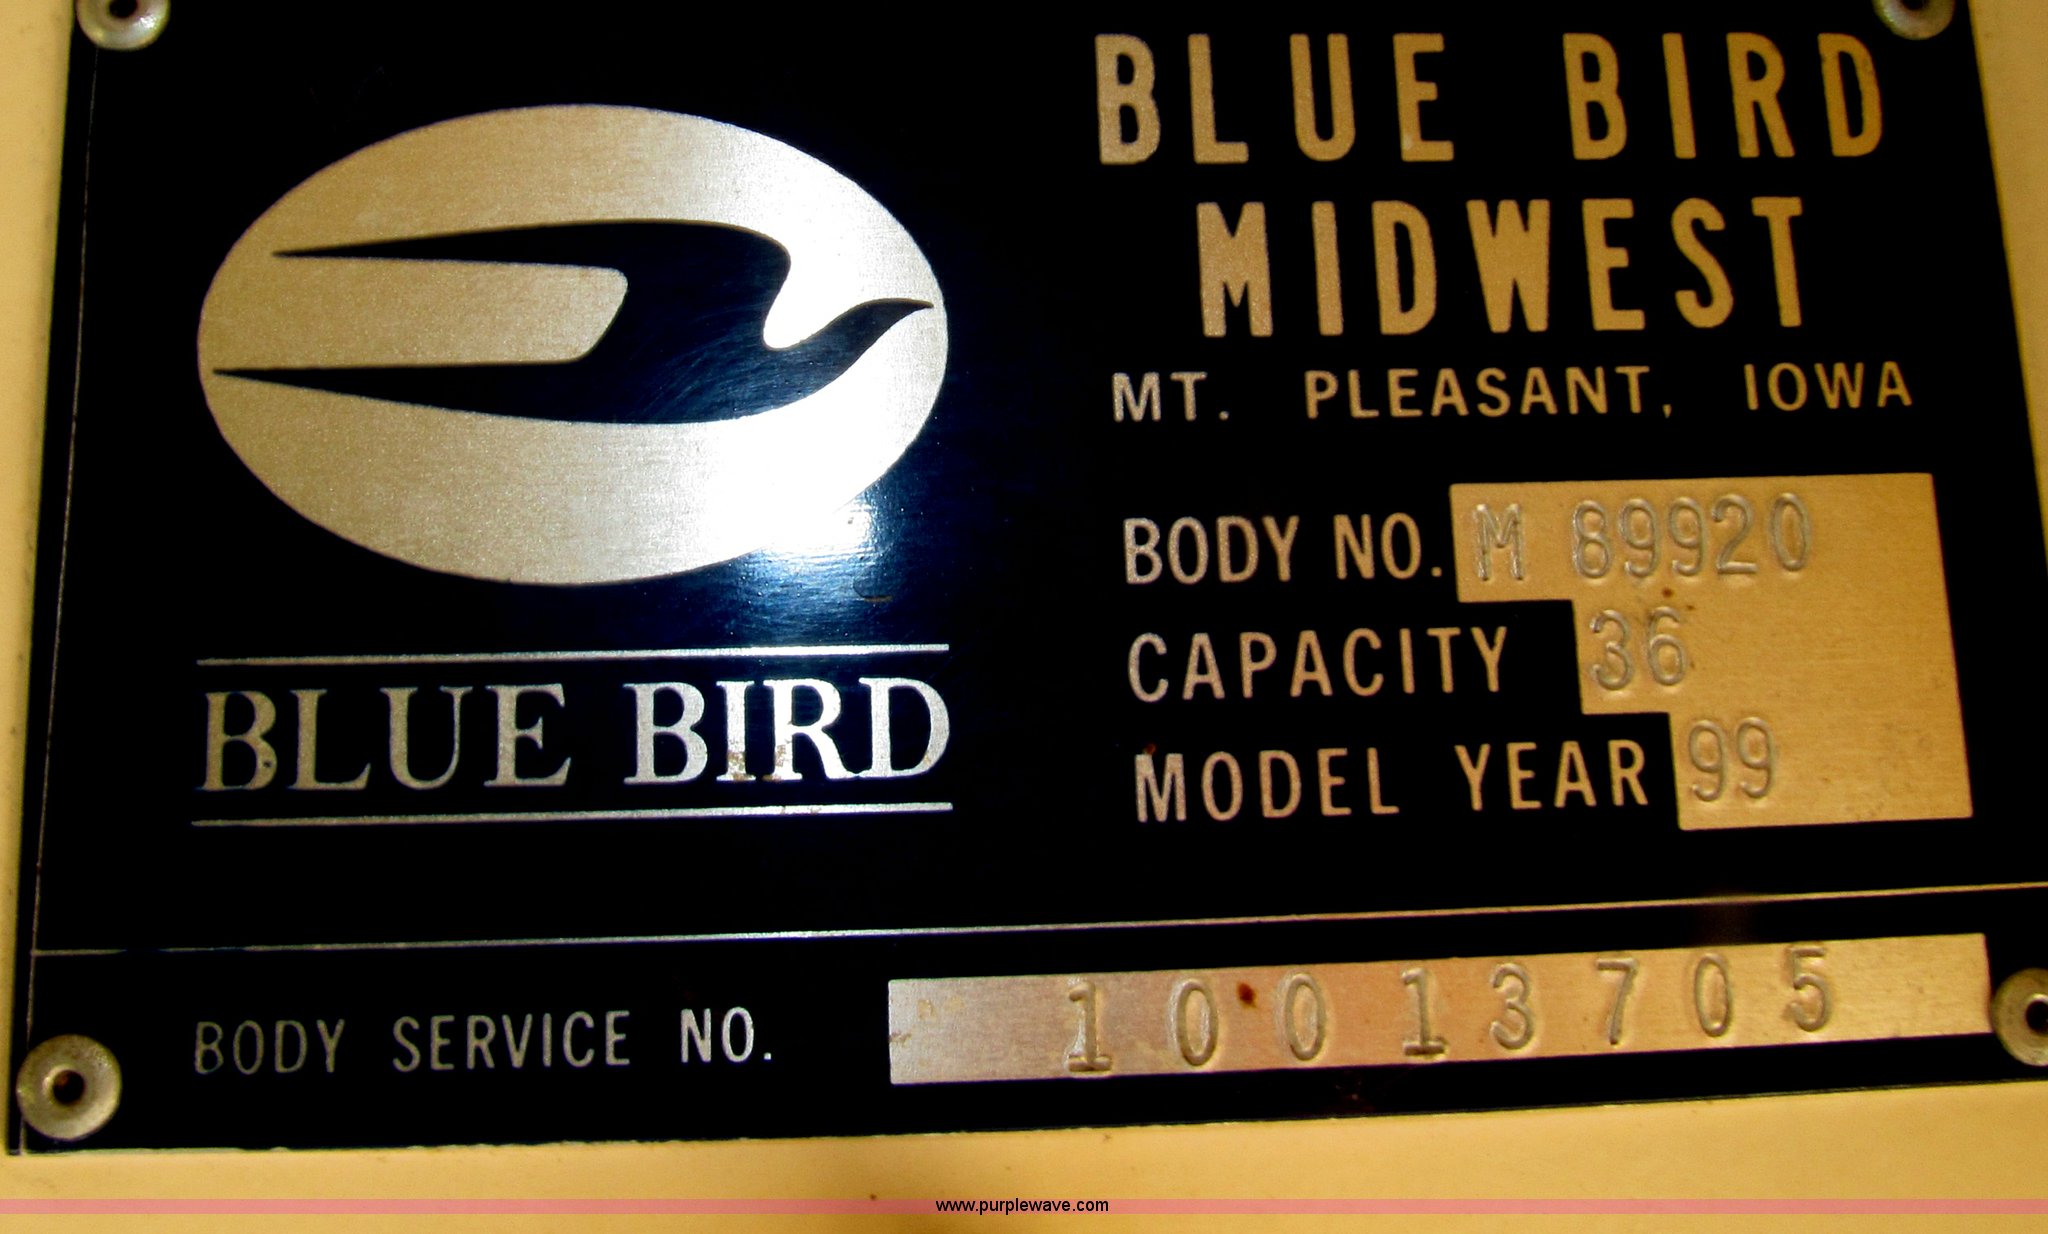 BLUE BIRD
MIDWEST
MT. PLEASANT, IOWA
BODY NO. M 89920
CAPACITY 36
MODEL YEAR 99
BLUE BIRD
BODY SERVICE NO. 10013705
www.purplewave.com